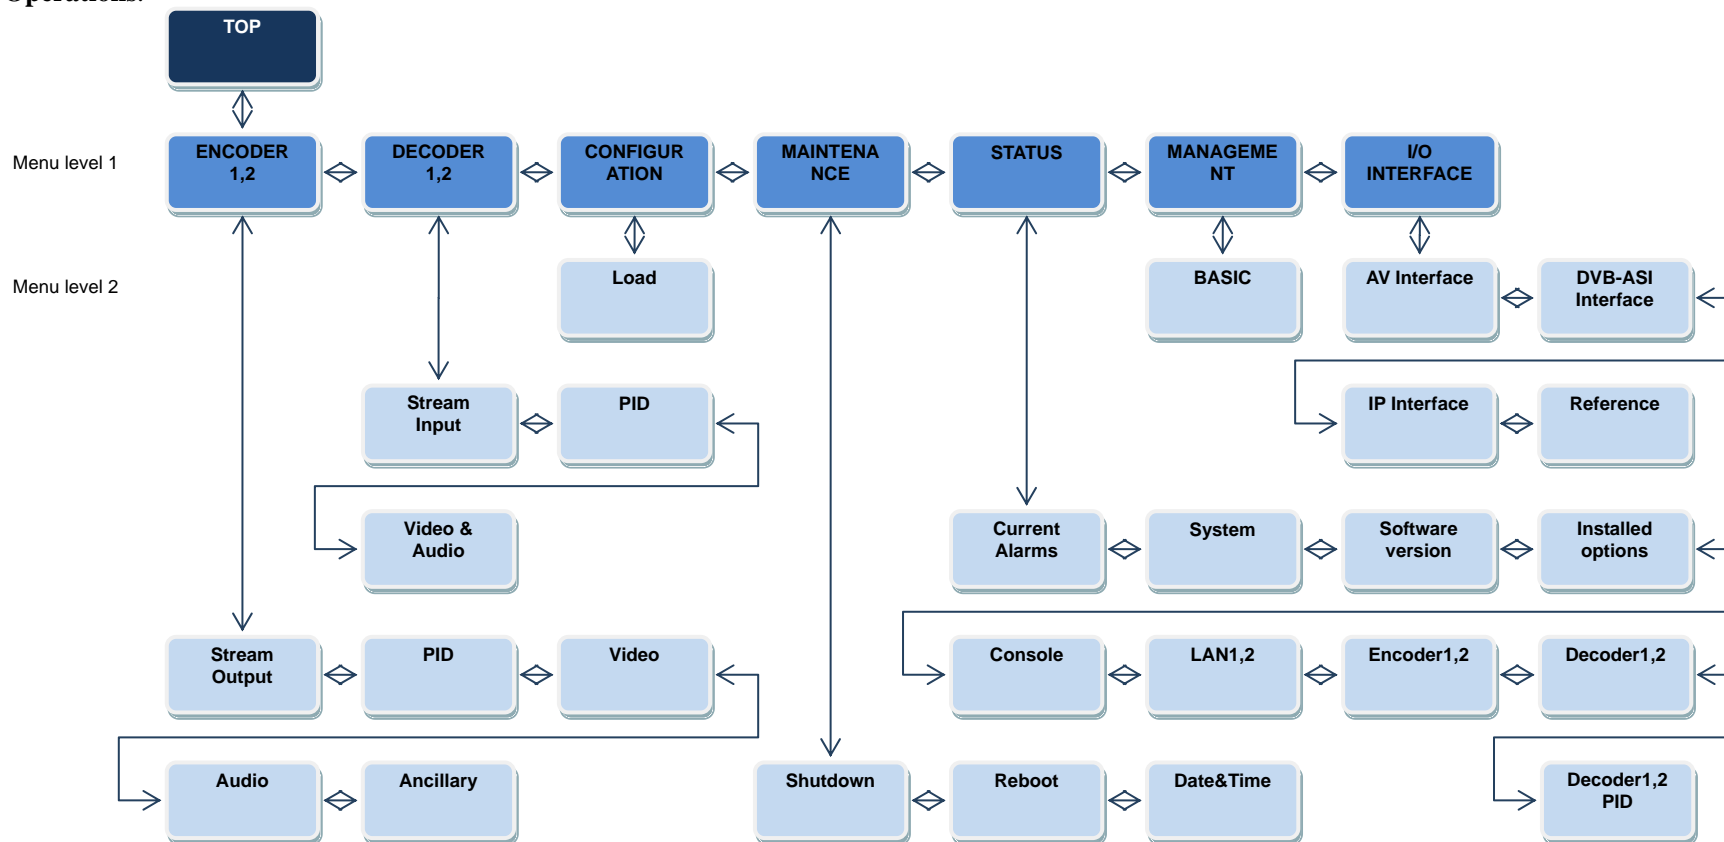 Operations.
TOP
Menu level 1
ENCODER
1,2
DECODER
1,2
CONFIGUR
ATION
MAINTENA
NCE
STATUS
MANAGEME
NT
I/O
INTERFACE
Menu level 2
Load
BASIC
AV Interface
DVB-ASI
Interface
Stream
Input
PID
IP Interface
Reference
Video &
Audio
Current
Alarms
System
Software
version
Installed
options
Stream
Output
PID
Video
Console
LAN1,2
Encoder1,2
Decoder1,2
Audio
Ancillary
Shutdown
Reboot
Date&Time
Decoder1,2
PID